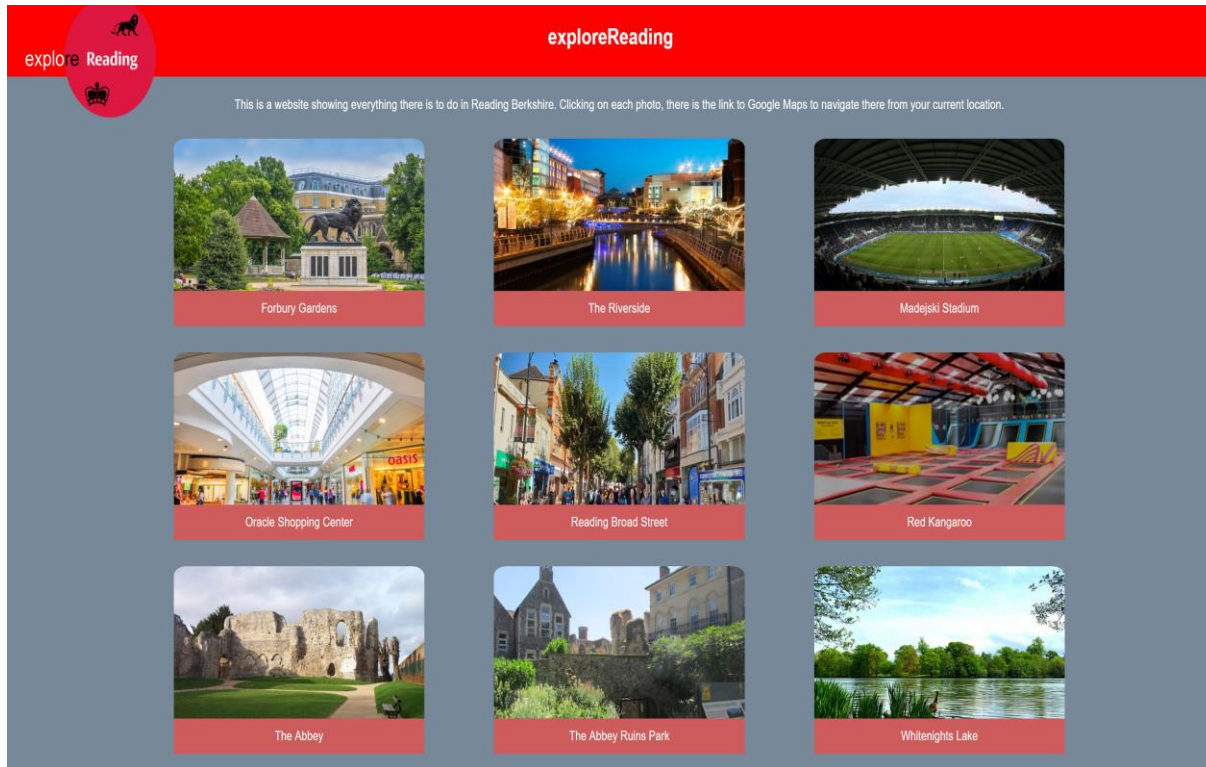 explore Reading
exploreReading
This is a website showing everything there is to do in Reading Berkshire. Clicking on each photo, there is the link to Google Maps to navigate there from your current location.
Forbury Gardens
The Riverside
Madejski Stadium
oasis
Oracle Shopping Center
Reading Broad Street
Red Kangaroo
The Abbey
The Abbey Ruins Park
Whitenights Lake